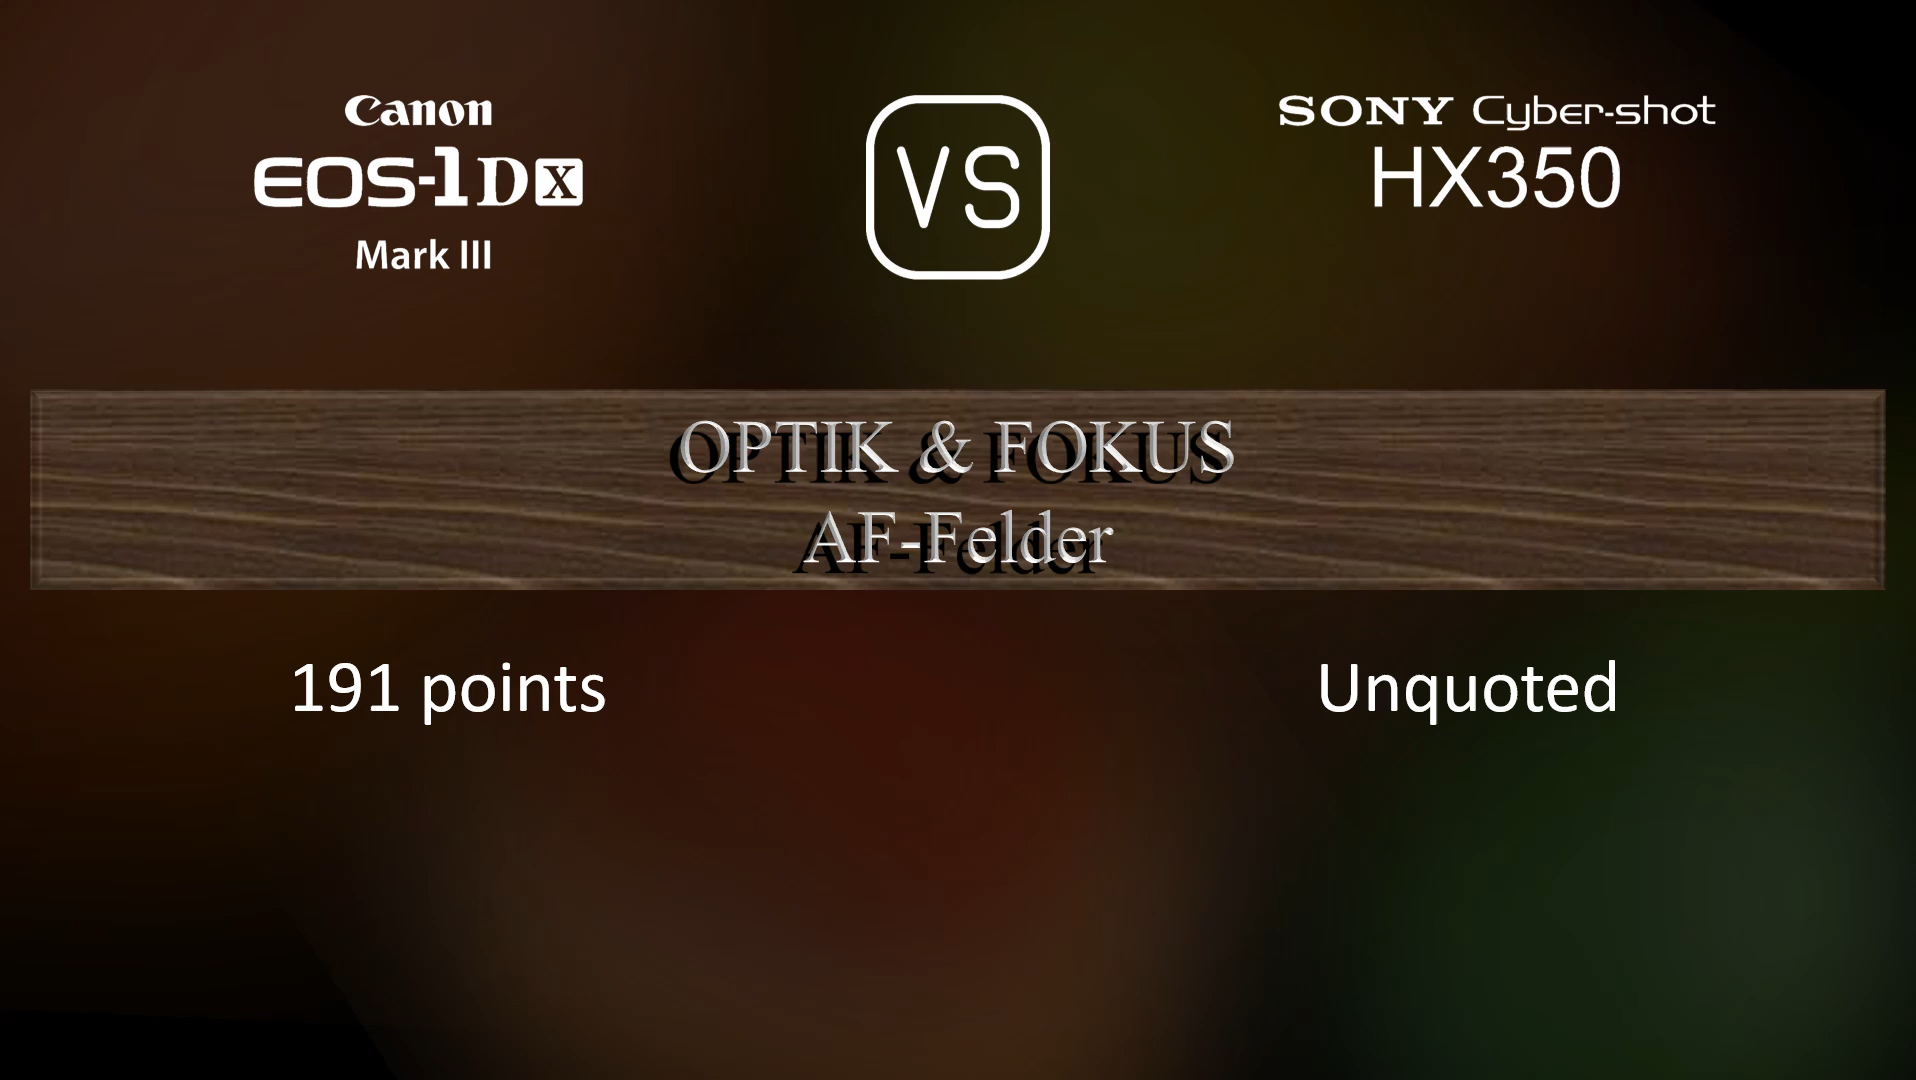 Canon
EOS-1D X
Mark III
VS
SONY Cyber-shot
HX350
OPTIK & FOKUS
AF-Felder
191 points
Unquoted